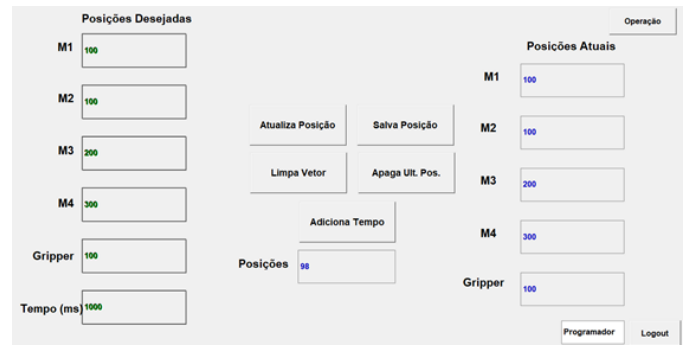 Posições Desejadas
M1 100
M2 100
M3 200
M4 300
Gripper 100
Tempo (ms) 1000
Atualiza Posição
Salva Posição
Limpa Vetor
Apaga Ult. Pos.
Adiciona Tempo
Posições 98
Operação
Posições Atuais
M1 100
M2 100
M3 200
M4 300
Gripper 100
Programador
Logout